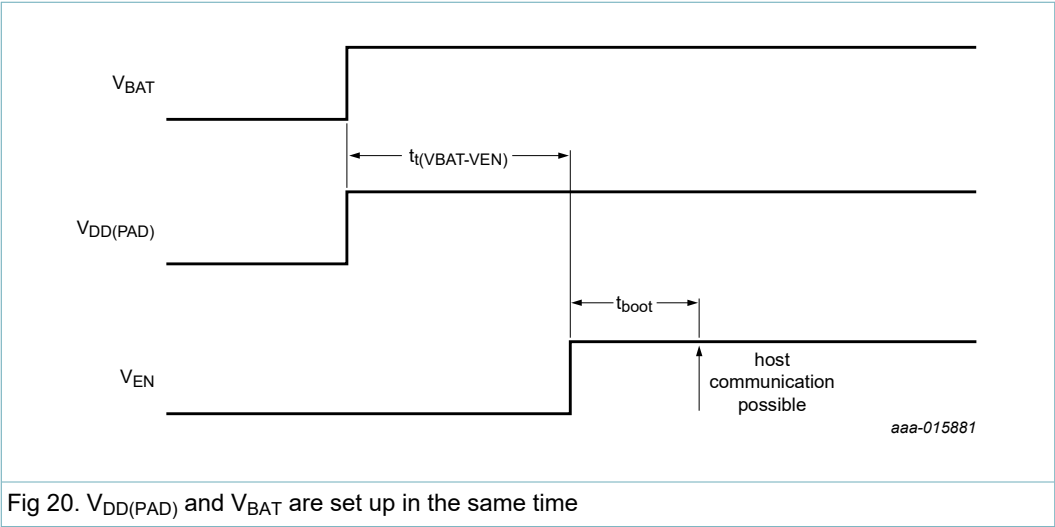 VBAT
tt(VBAT-VEN)
VDD(PAD)
tboot
VEN
host
communication
possible
aaa-015881
Fig 20. VDD(PAD) and VBAT are set up in the same time